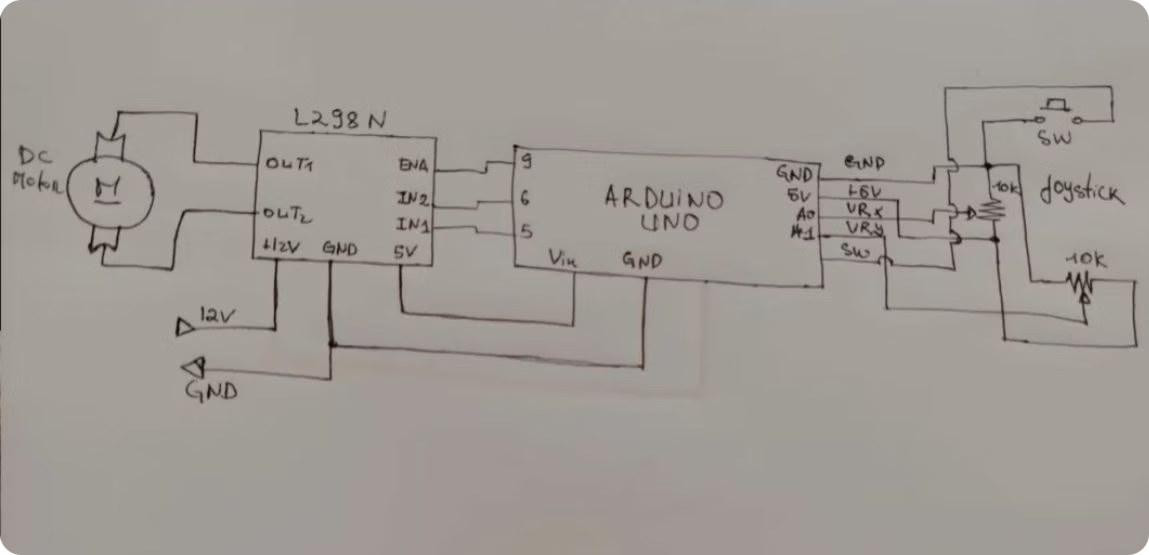 L298N
DC
Motor
M
OUT1
OUT2
+12V
GND
5V
ENA
IN2
IN1
12V
GND
9
6
5
ARDUINO
UNO
Vin
GND
GND
5V
A0
A1
GND
+5V
VRx
VRy
SW
SW
10k
Joystick
10k